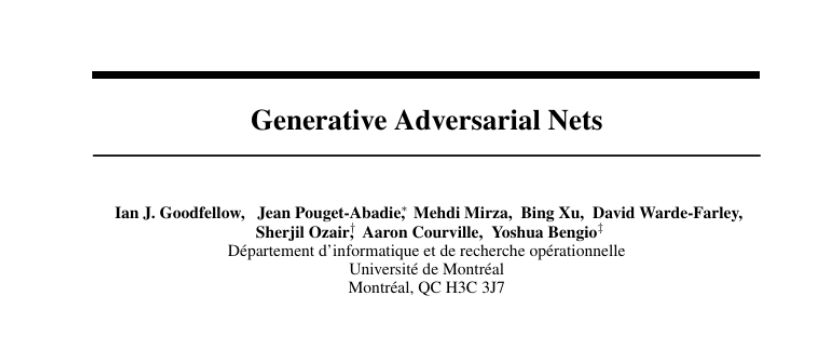 Generative Adversarial Nets
Ian J. Goodfellow, Jean Pouget-Abadie,* Mehdi Mirza, Bing Xu, David Warde-Farley,
Sherjil Ozair,† Aaron Courville, Yoshua Bengio‡
Département d'informatique et de recherche opérationnelle
Université de Montréal
Montréal, QC H3C 3J7